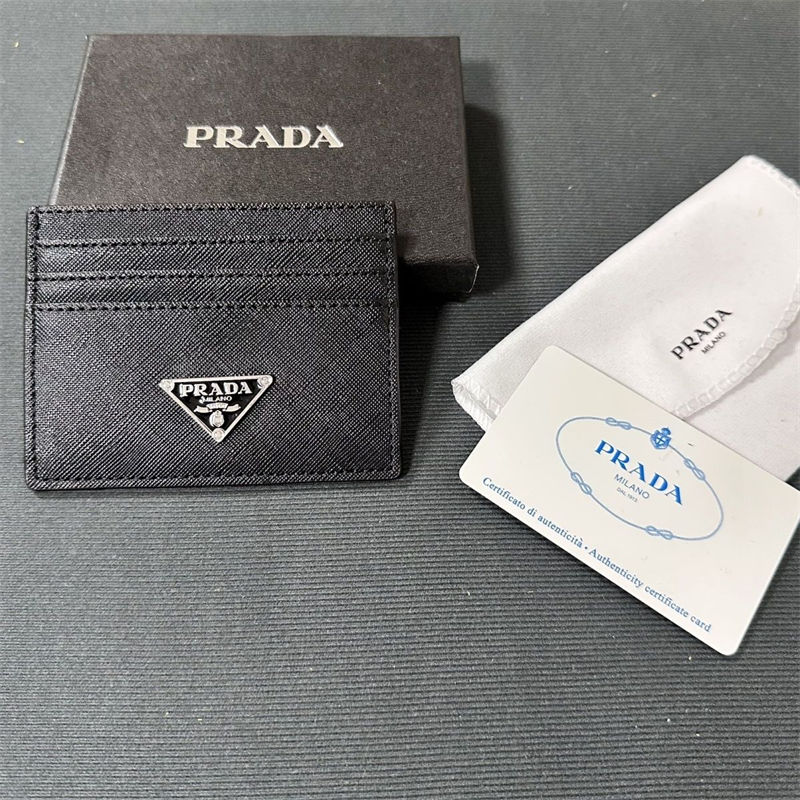 PRADA
PRADA
MILANO
PRADA
MILANO
PRADA
MILANO
DAL 1913
Certificato di autenticità • Authenticity certificate card